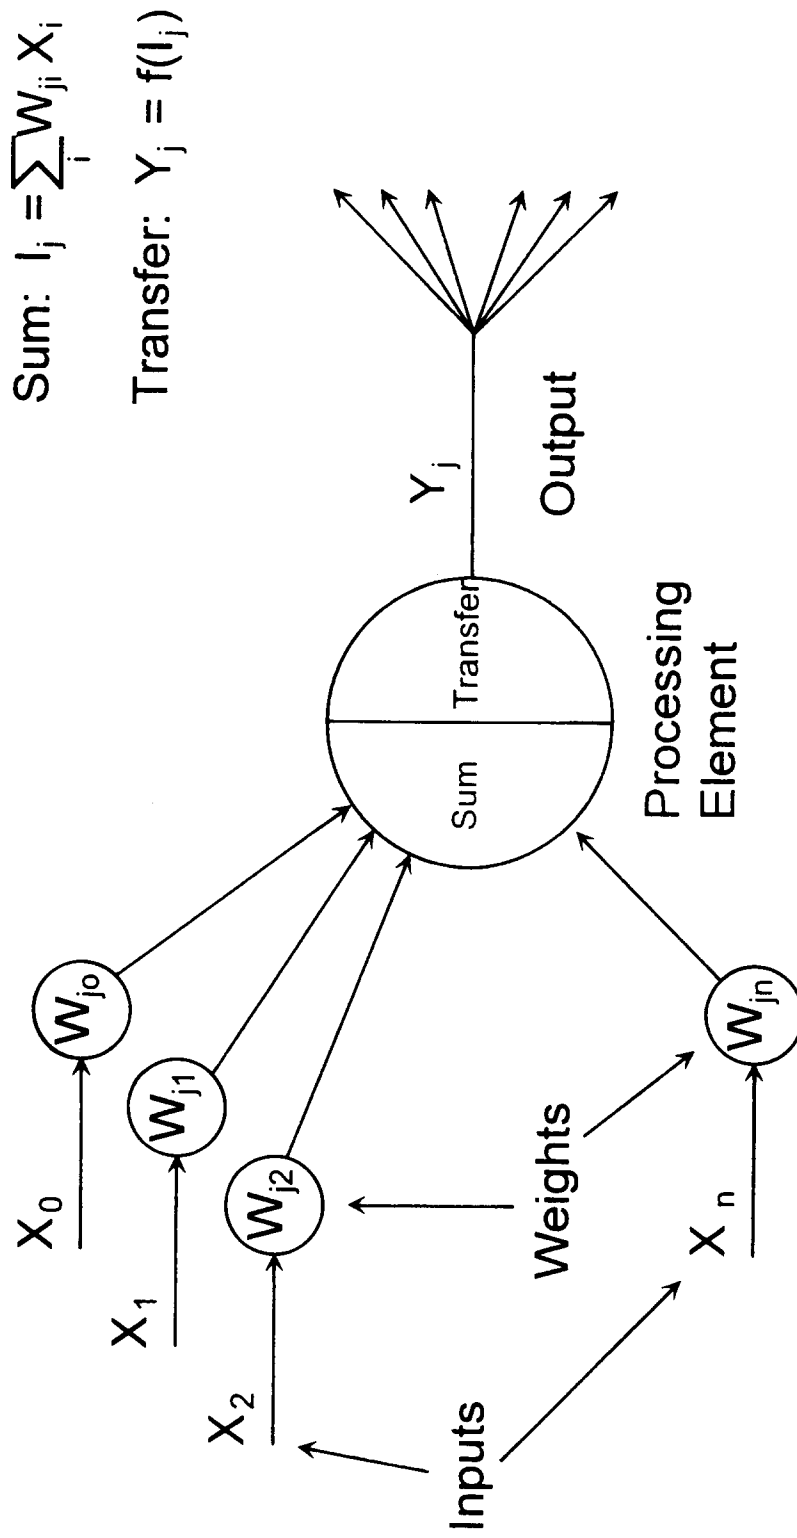 Sum: I_j = ∑_i W_ji X_i
Transfer: Y_j = f(I_j)
X_0
W_jo
X_1
W_j1
X_2
W_j2
Sum
Transfer
Y_j
Output
Processing
Element
Weights
Inputs
X_n
W_jn